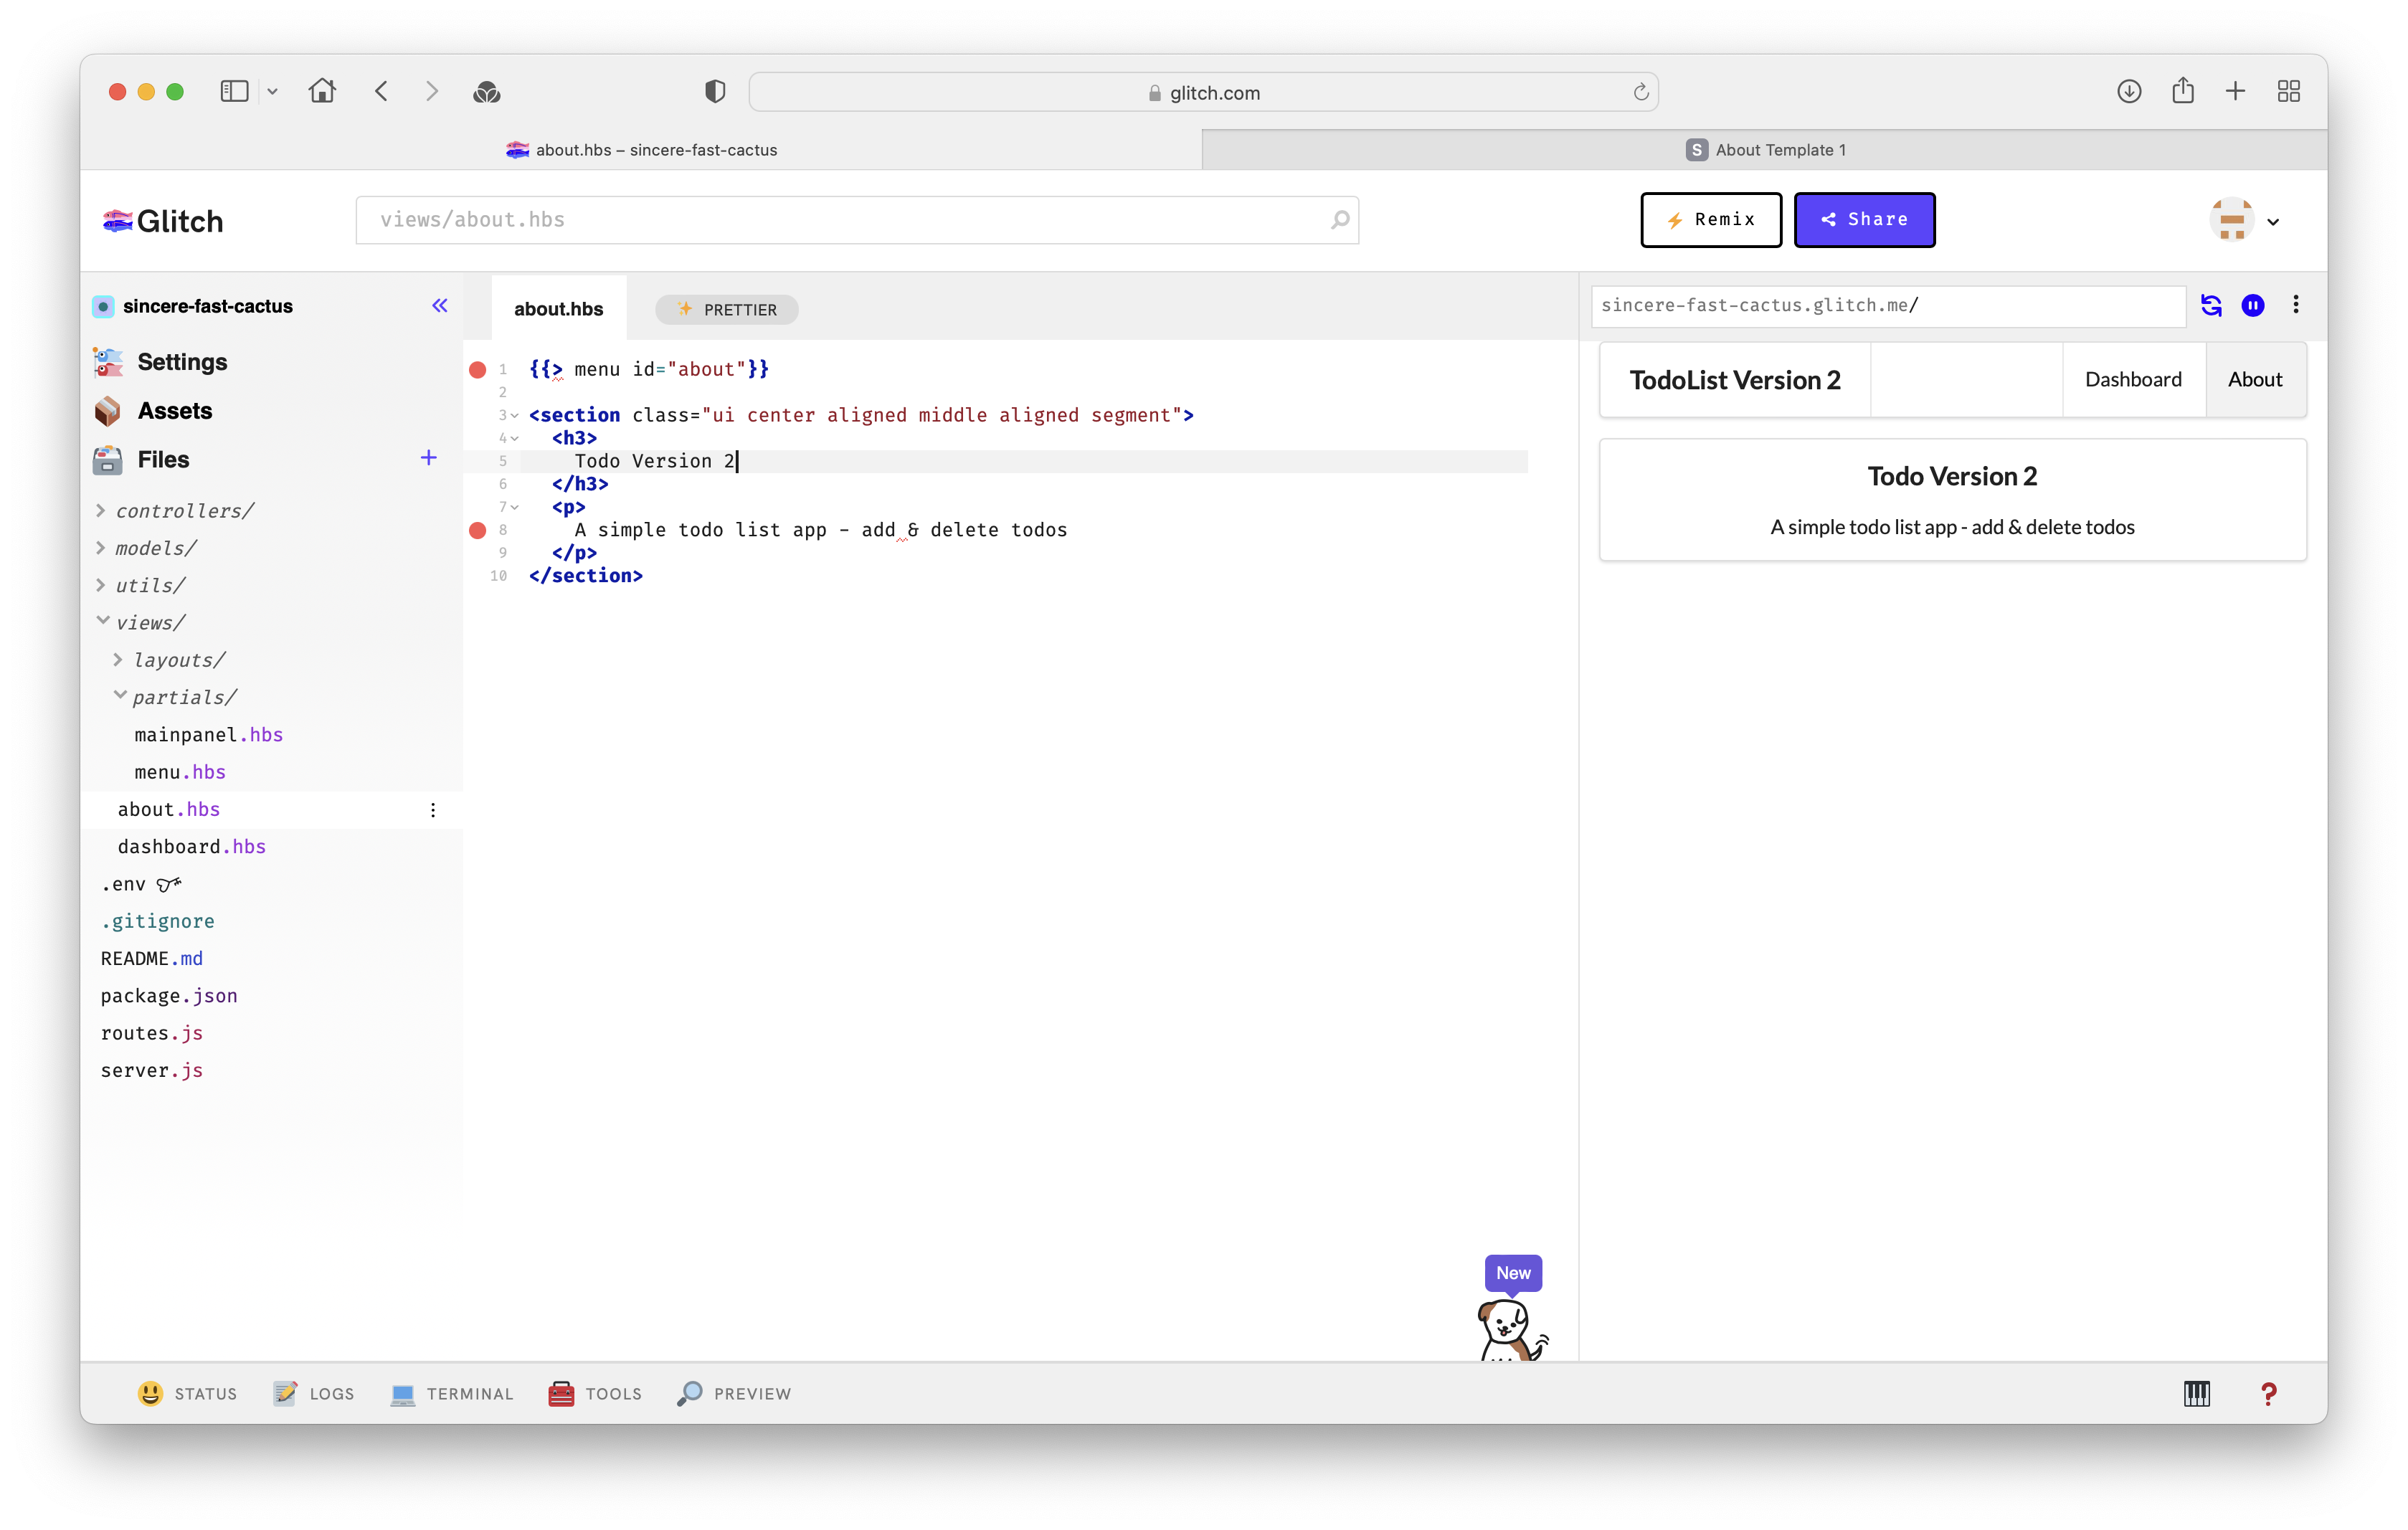 glitch.com
about.hbs – sincere-fast-cactus
S About Template 1
Glitch
views/about.hbs
Remix
Share
sincere-fast-cactus
Settings
Assets
Files
controllers/
models/
utils/
views/
layouts/
partials/
mainpanel.hbs
menu.hbs
about.hbs
dashboard.hbs
.env
.gitignore
README.md
package.json
routes.js
server.js
about.hbs
PRETTIER
1 {{> menu id="about"}}
2
3 <section class="ui center aligned middle aligned segment">
4 <h3>
5 Todo Version 2
6 </h3>
7 <p>
8 A simple todo list app - add & delete todos
9 </p>
10 </section>
New
sincere-fast-cactus.glitch.me/
TodoList Version 2
Dashboard
About
Todo Version 2
A simple todo list app - add & delete todos
STATUS
LOGS
TERMINAL
TOOLS
PREVIEW
?